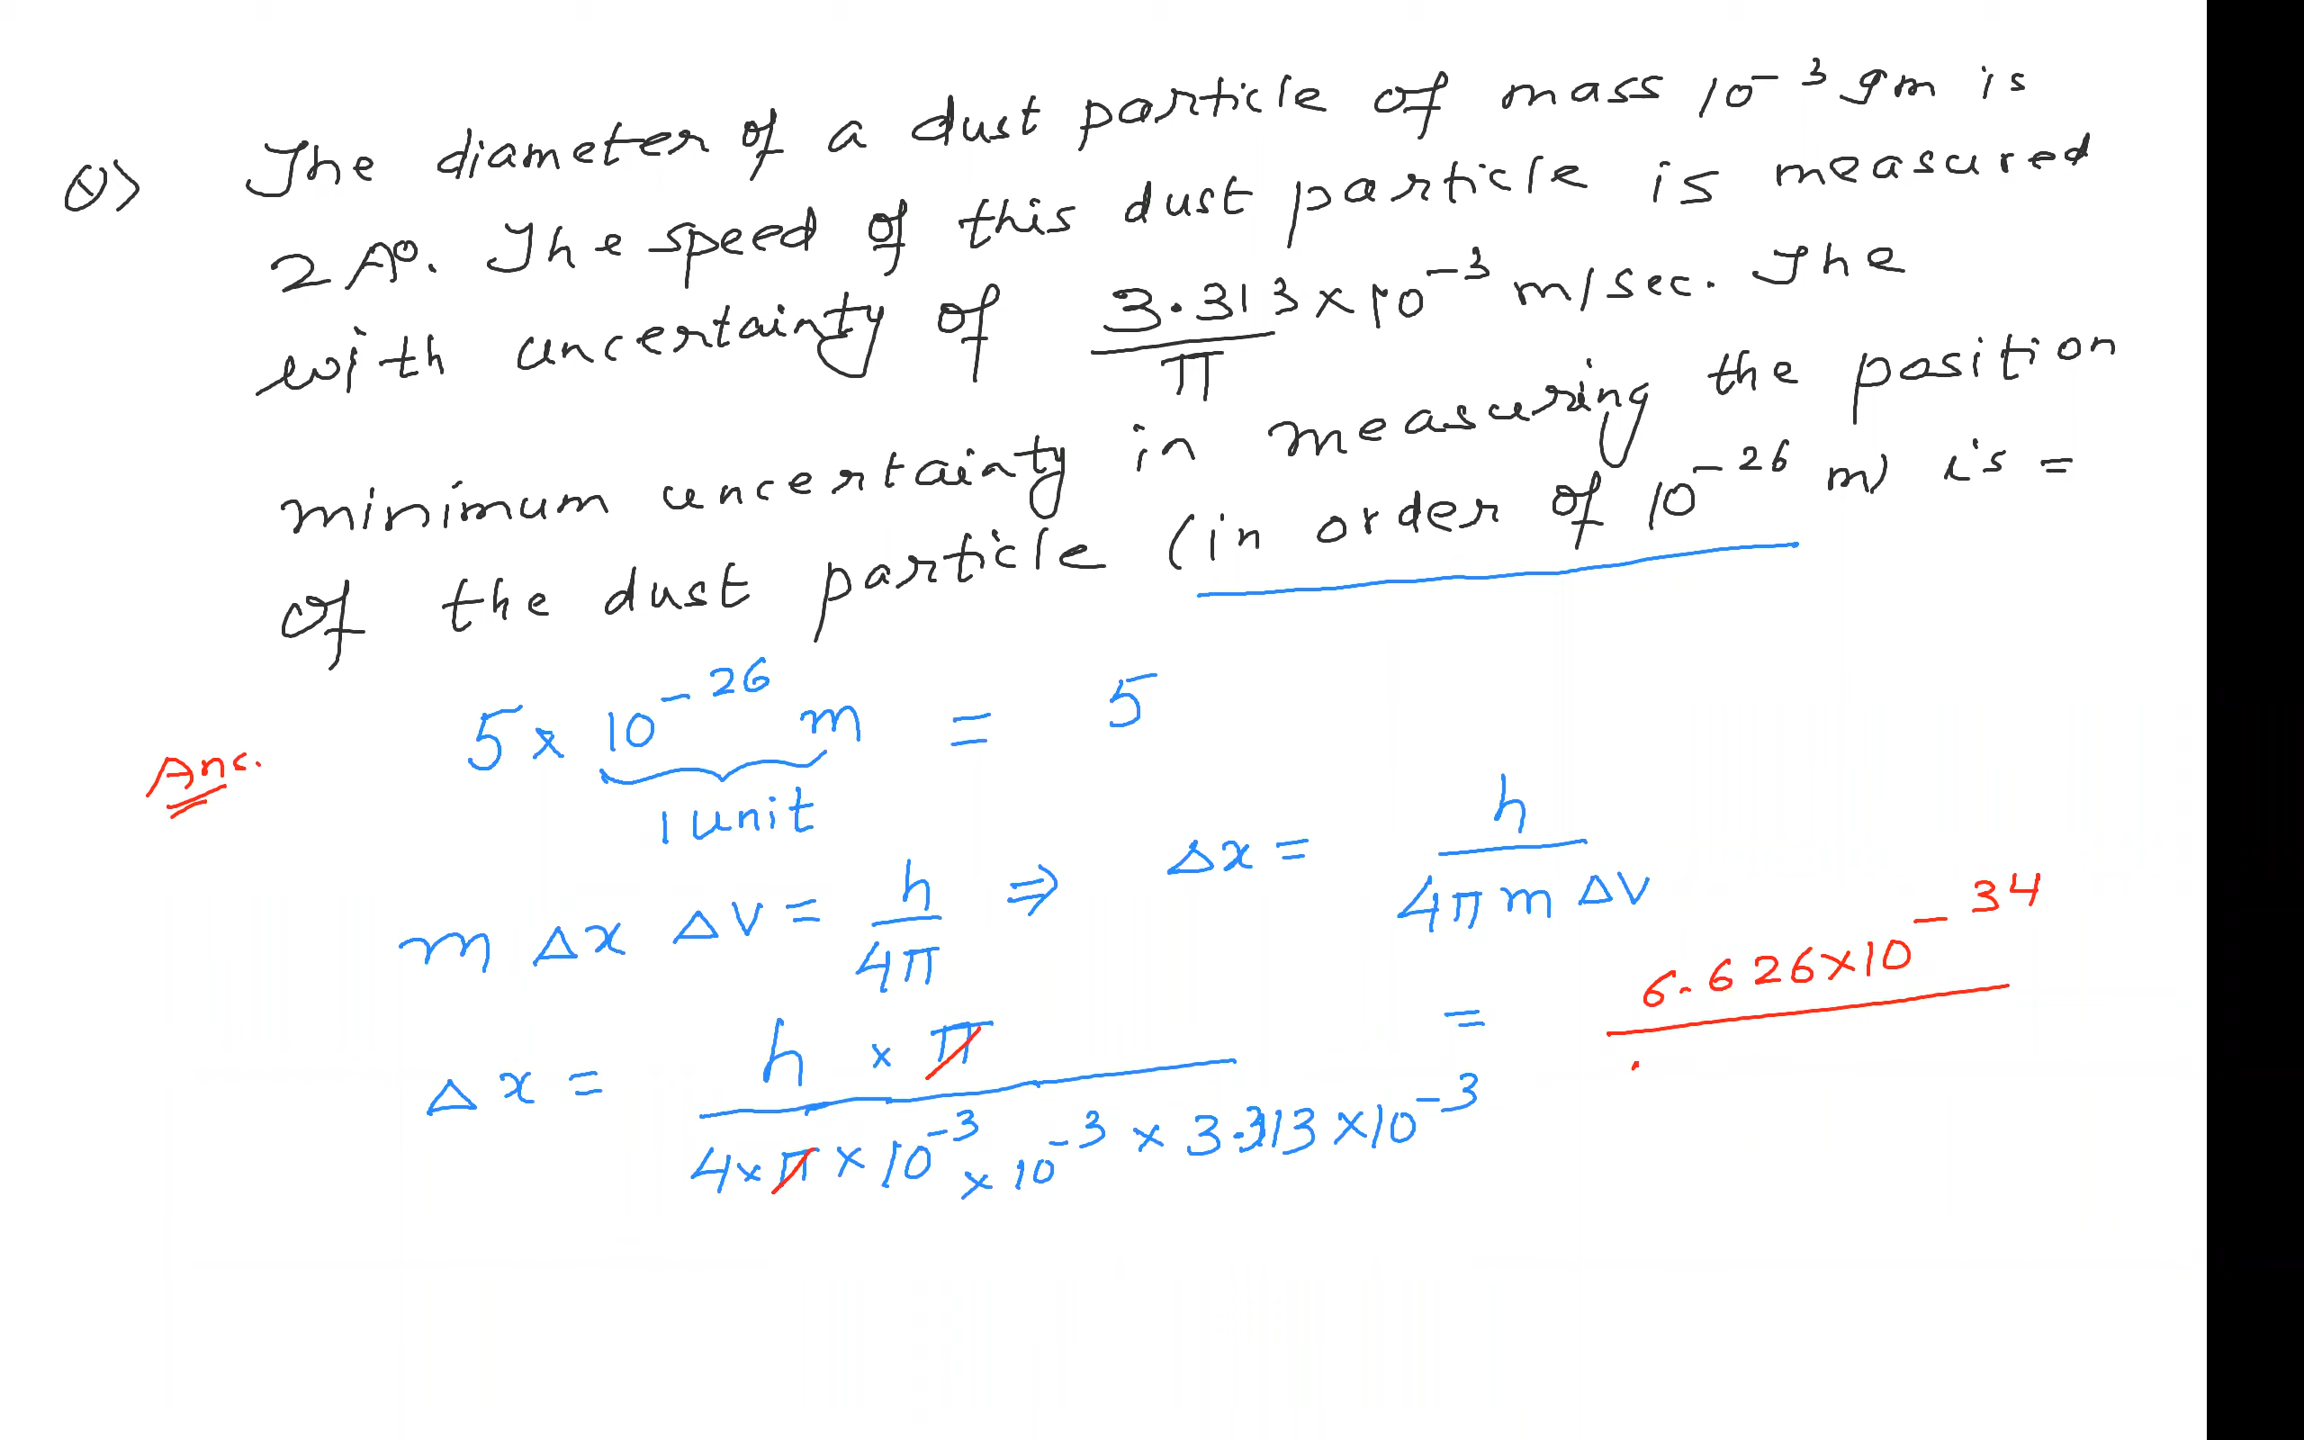 Q> The diameter of a dust particle of mass 10⁻³ gm is
2 A⁰. The speed of this dust particle is measured
with uncertainty of 3.313×10⁻³/π m/sec. The
minimum uncertainty in measuring the position
of the dust particle (in order of 10⁻²⁶ m) is =
Ans. 5 × 10⁻²⁶ m = 5
1 unit
m Δx ΔV = h/4π ⇒ Δx = h/4π m ΔV
Δx = h × π/4 × π × 10⁻³ × 10⁻³ × 3.313 × 10⁻³ = 6.626×10⁻³⁴